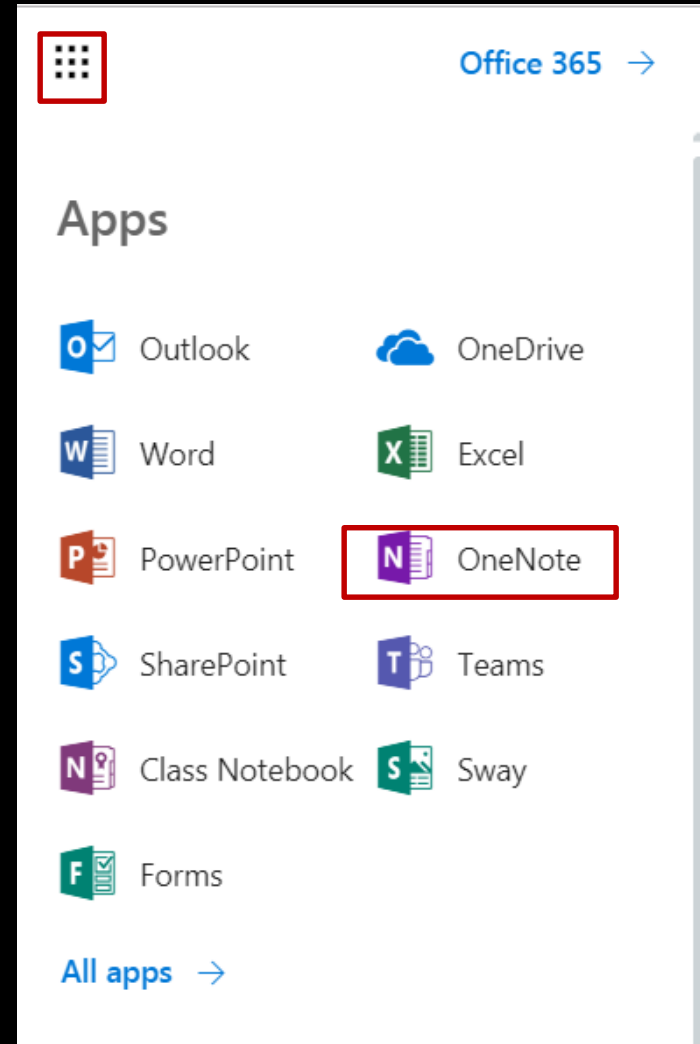 Office 365 →
Apps
Outlook OneDrive
Word Excel
PowerPoint OneNote
SharePoint Teams
Class Notebook Sway
Forms
All apps →